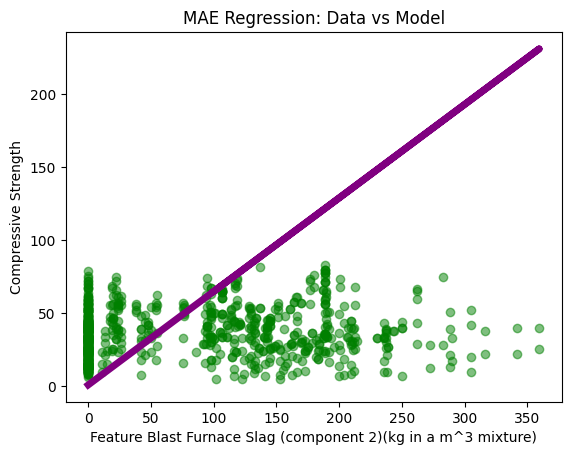 MAE Regression: Data vs Model
Compressive Strength
200
150
100
50
0
0 50 100 150 200 250 300 350
Feature Blast Furnace Slag (component 2)(kg in a m^3 mixture)